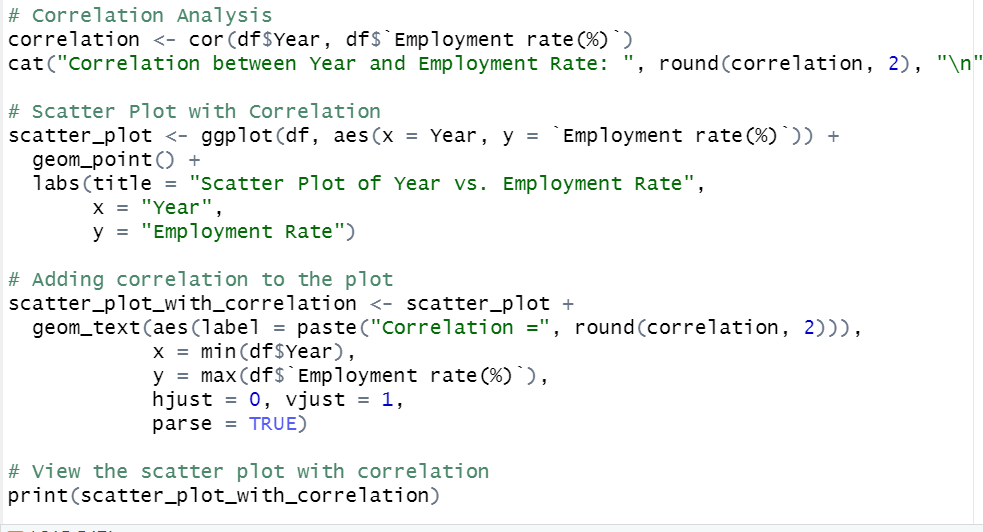 # Correlation Analysis
correlation <- cor(df$Year, df$`Employment rate(%)`)
cat("Correlation between Year and Employment Rate: ", round(correlation, 2), "\n"
# Scatter Plot with Correlation
scatter_plot <- ggplot(df, aes(x = Year, y = `Employment rate(%)`)) +
  geom_point() +
  labs(title = "Scatter Plot of Year vs. Employment Rate",
       x = "Year",
       y = "Employment Rate")
# Adding correlation to the plot
scatter_plot_with_correlation <- scatter_plot +
  geom_text(aes(label = paste("Correlation =", round(correlation, 2))),
            x = min(df$Year),
            y = max(df$`Employment rate(%)`),
            hjust = 0, vjust = 1,
            parse = TRUE)
# View the scatter plot with correlation
print(scatter_plot_with_correlation)